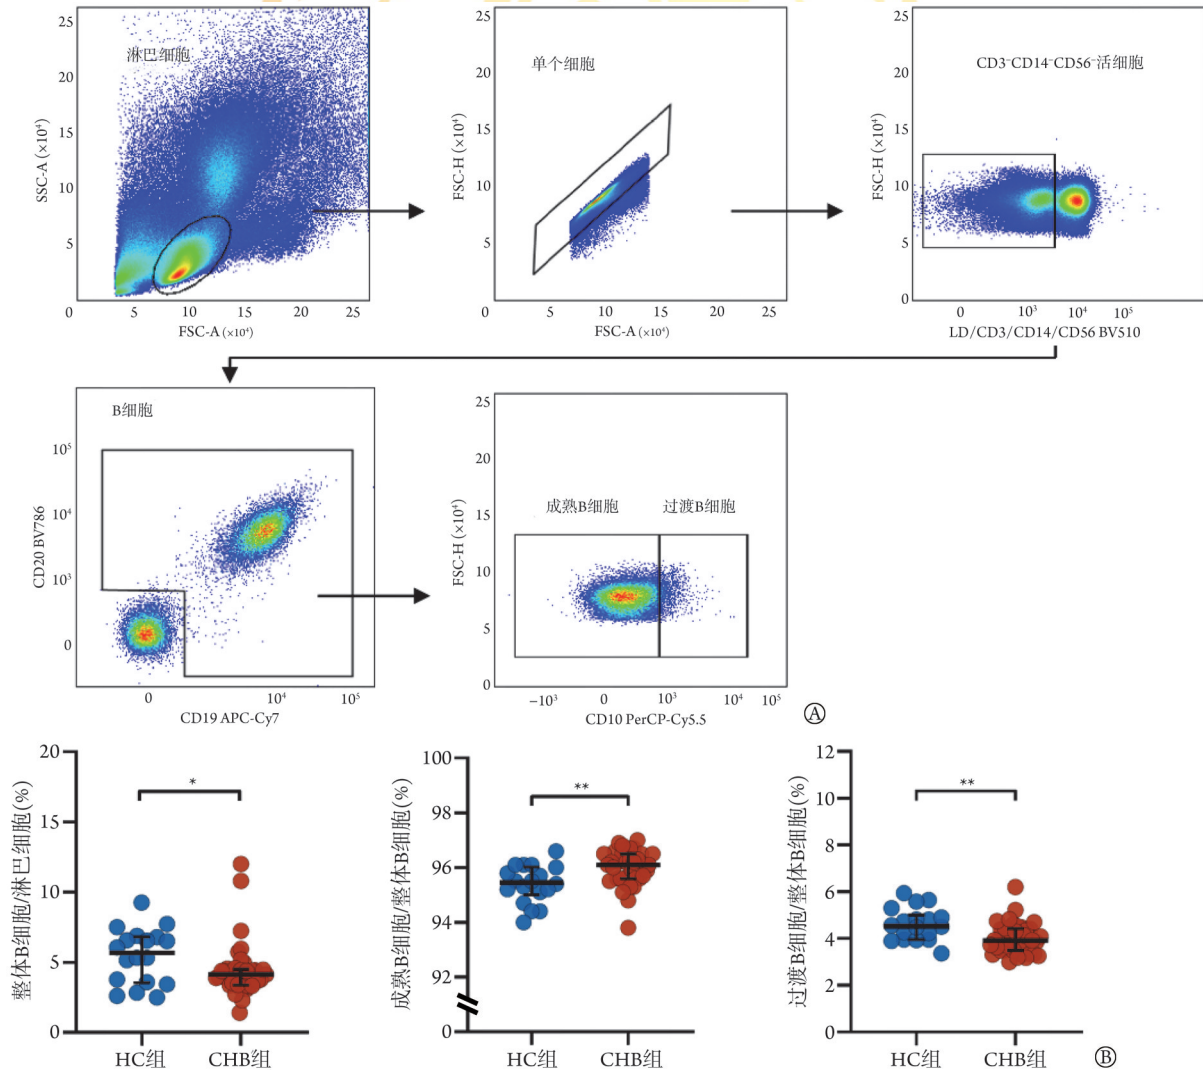 25
20
15
10
5
0
淋巴细胞
SSC-A (×10⁴)
0 5 10 15 20 25
FSC-A (×10⁴)
25
20
15
10
5
0
单个细胞
FSC-H (×10⁴)
5 10 15 20 25
FSC-A (×10⁴)
25
20
15
10
5
0
CD3⁻CD14⁻CD56⁻活细胞
FSC-H (×10⁴)
0 10³ 10⁴ 10⁵
LD/CD3/CD14/CD56 BV510
B细胞
10⁵
10⁴
10³
0
CD20 BV786
0 10⁴ 10⁵
CD19 APC-Cy7
25
20
15
10
5
0
成熟B细胞 过渡B细胞
FSC-H (×10⁴)
−10³ 0 10³ 10⁴ 10⁵
CD10 PerCP-Cy5.5
Ⓐ
20
15
10
5
0
整体B细胞/淋巴细胞(%)
*
HC组 CHB组
100
98
96
94
92
0
成熟B细胞/整体B细胞(%)
**
HC组 CHB组
12
10
8
6
4
2
0
过渡B细胞/整体B细胞(%)
**
HC组 CHB组
Ⓑ